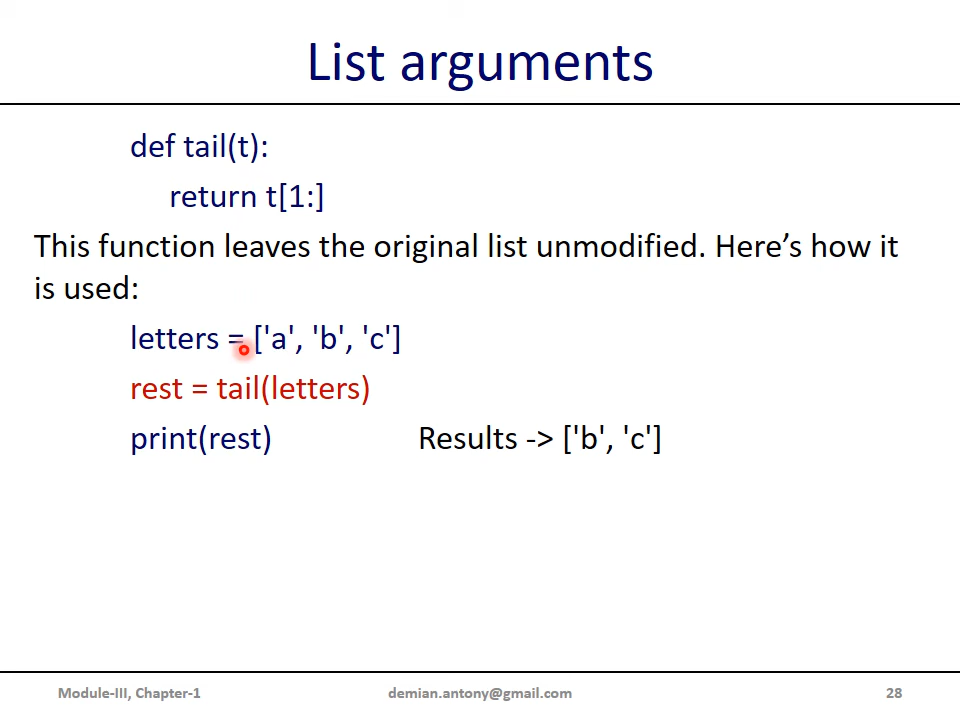 List arguments
def tail(t):
return t[1:]
This function leaves the original list unmodified. Here’s how it
is used:
letters = ['a', 'b', 'c']
rest = tail(letters)
print(rest) Results -> ['b', 'c']
Module-III, Chapter-1 demian.antony@gmail.com 28